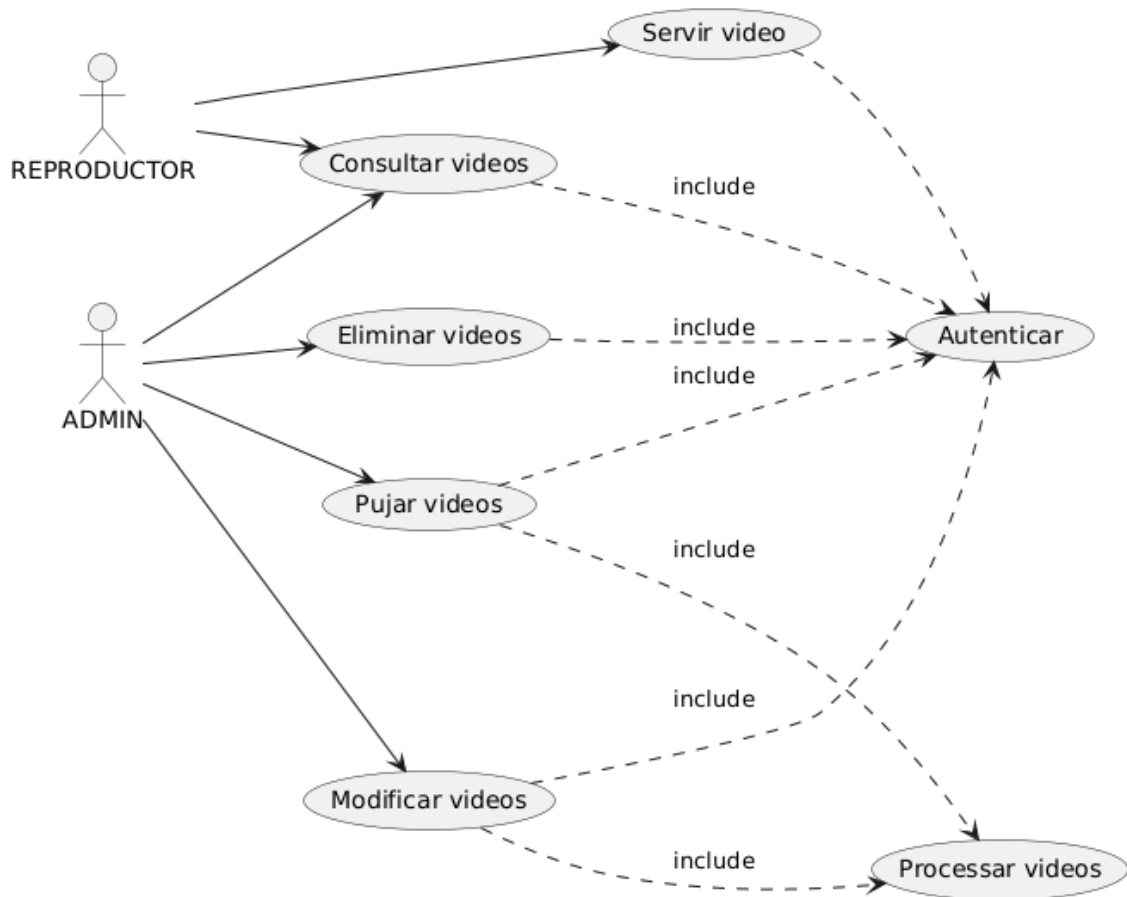 Servir video
REPRODUCTOR
Consultar videos
include
ADMIN
Eliminar videos
include
Autenticar
include
Pujar videos
include
include
Modificar videos
include
Processar videos